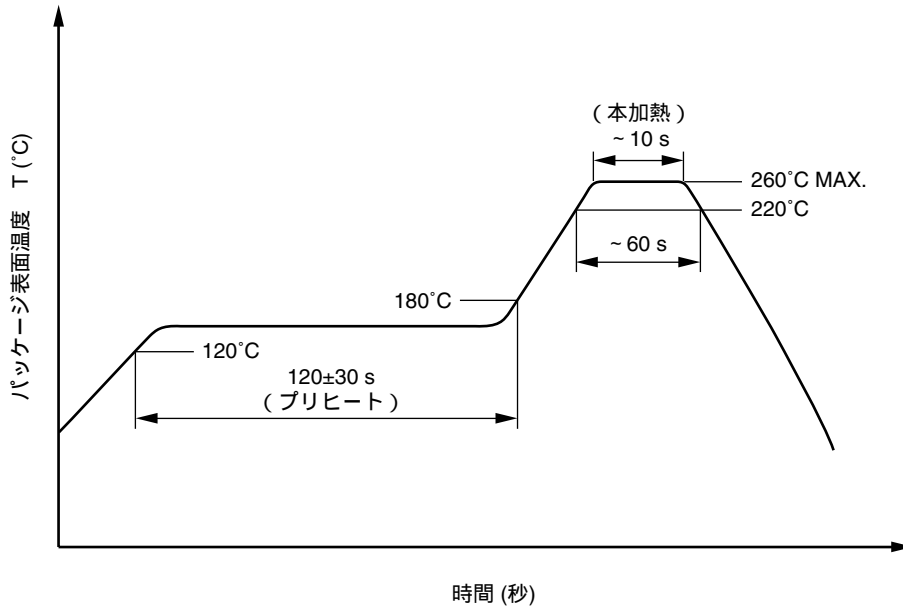 パッケージ表面温度 T (˚C)
( 本加熱 )
~ 10 s
260˚C MAX.
220˚C
~ 60 s
180˚C
120˚C
120±30 s
( プリヒート )
時間 (秒)